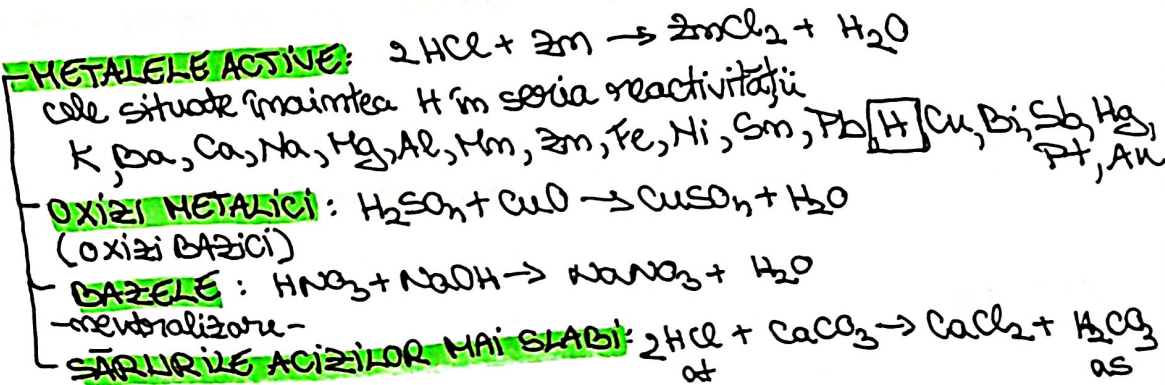 METALELE ACTIVE: 2HCl + Zn → ZnCl₂ + H₂O
cele situate înaintea H în seria reactivității
K, Ba, Ca, Na, Mg, Al, Mn, Zn, Fe, Ni, Sn, Pb, H Cu, Bi, Sb, Hg,
Pt, Au
OXIZI METALICI: H₂SO₄ + CuO → CuSO₄ + H₂O
(OXIZI BAZICI)
BAZELE: HNO₃ + NaOH → NaNO₃ + H₂O
-neutralizare-
SĂRURILE ACIZILOR MAI SLABI: 2HCl + CaCO₃ → CaCl₂ + H₂CO₃
at as